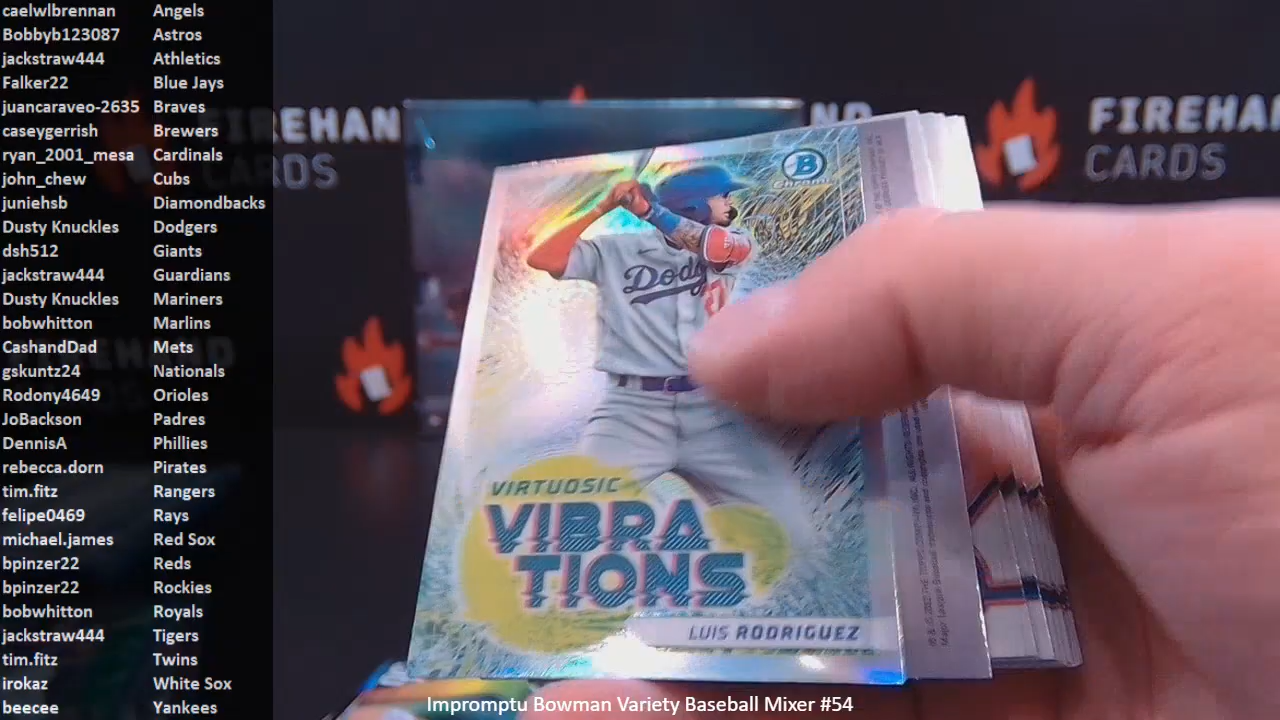 caelwlbrennan Angels
Bobbyb123087 Astros
jackstraw444 Athletics
Falker22 Blue Jays
juancaraveo-2635 Braves
caseygerrish Brewers
ryan_2001_mesa Cardinals
john_chew Cubs
juniehsb Diamondbacks
Dusty Knuckles Dodgers
dsh512 Giants
jackstraw444 Guardians
Dusty Knuckles Mariners
bobwhitton Marlins
CashandDad Mets
gskuntz24 Nationals
Rodony4649 Orioles
JoBackson Padres
DennisA Phillies
rebecca.dorn Pirates
tim.fitz Rangers
felipe0469 Rays
michael.james Red Sox
bpinzer22 Reds
bpinzer22 Rockies
bobwhitton Royals
jackstraw444 Tigers
tim.fitz Twins
irokaz White Sox
beecee Yankees
FIREHAND
CARDS
FIREHAND
CARDS
B
Chrome
Dodg
VIRTUOSIC
VIBRA
TIONS
LUIS RODRIGUEZ
Impromptu Bowman Variety Baseball Mixer #54